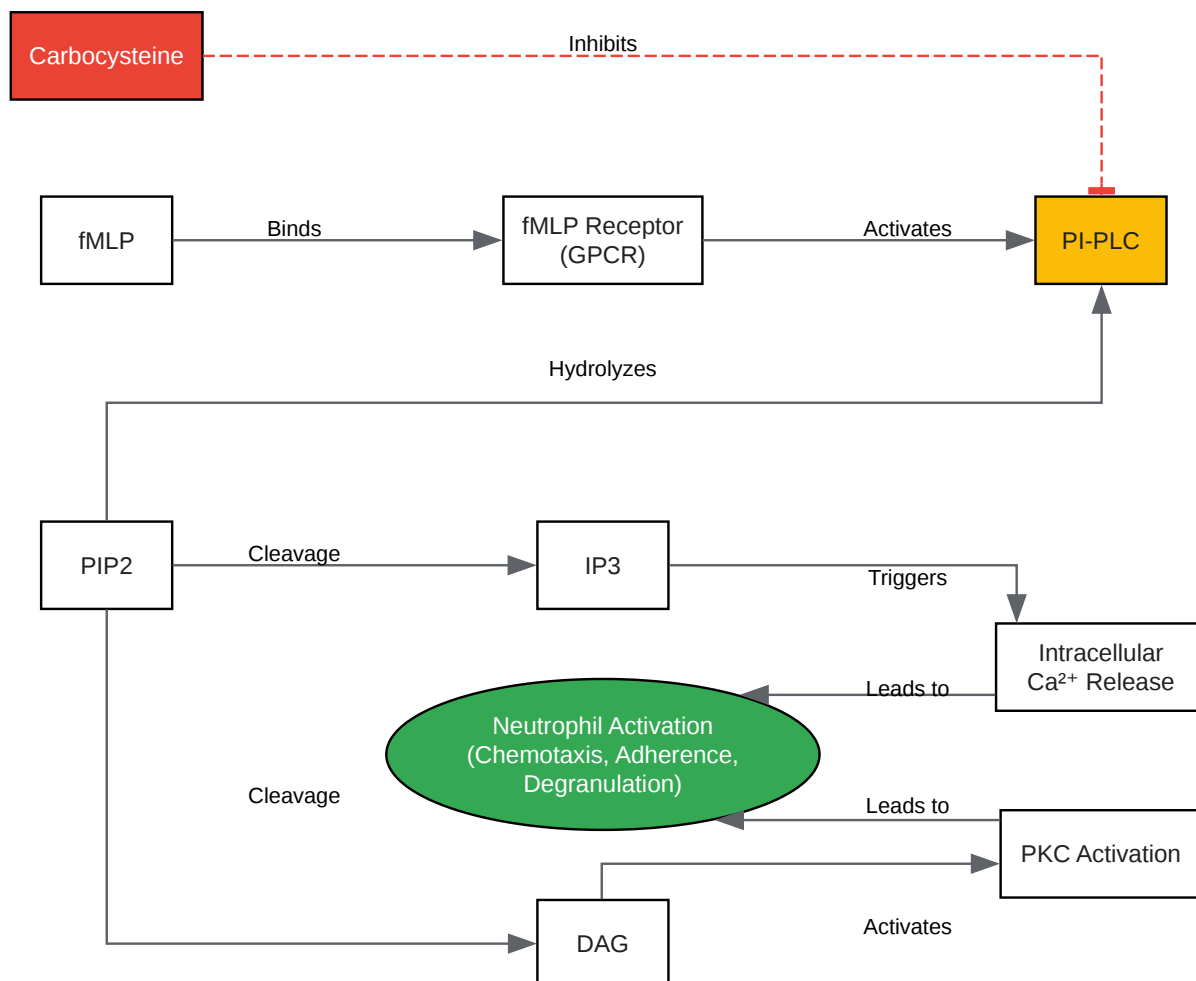 Inhibits
Carbocysteine
fMLP
Binds
fMLP Receptor
(GPCR)
Activates
PI-PLC
Hydrolyzes
PIP2
Cleavage
IP3
Triggers
Intracellular
Ca²⁺ Release
Leads to
Neutrophil Activation
(Chemotaxis, Adherence,
Degranulation)
Cleavage
Leads to
PKC Activation
DAG
Activates